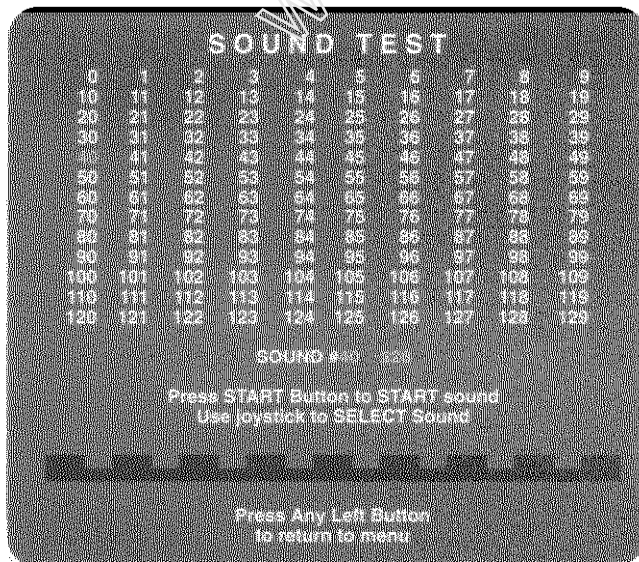 SOUND TEST
0 1 2 3 4 5 6 7 8 9
10 11 12 13 14 15 16 17 18 19
20 21 22 23 24 25 26 27 28 29
30 31 32 33 34 35 36 37 38 39
40 41 42 43 44 45 46 47 48 49
50 51 52 53 54 55 56 57 58 59
60 61 62 63 64 65 66 67 68 69
70 71 72 73 74 75 76 77 78 79
80 81 82 83 84 85 86 87 88 89
90 91 92 93 94 95 96 97 98 99
100 101 102 103 104 105 106 107 108 109
110 111 112 113 114 115 116 117 118 119
120 121 122 123 124 125 126 127 128 129
SOUND #40
Press START Button to START sound
Use joystick to SELECT Sound
Press Any Left Button
to return to menu